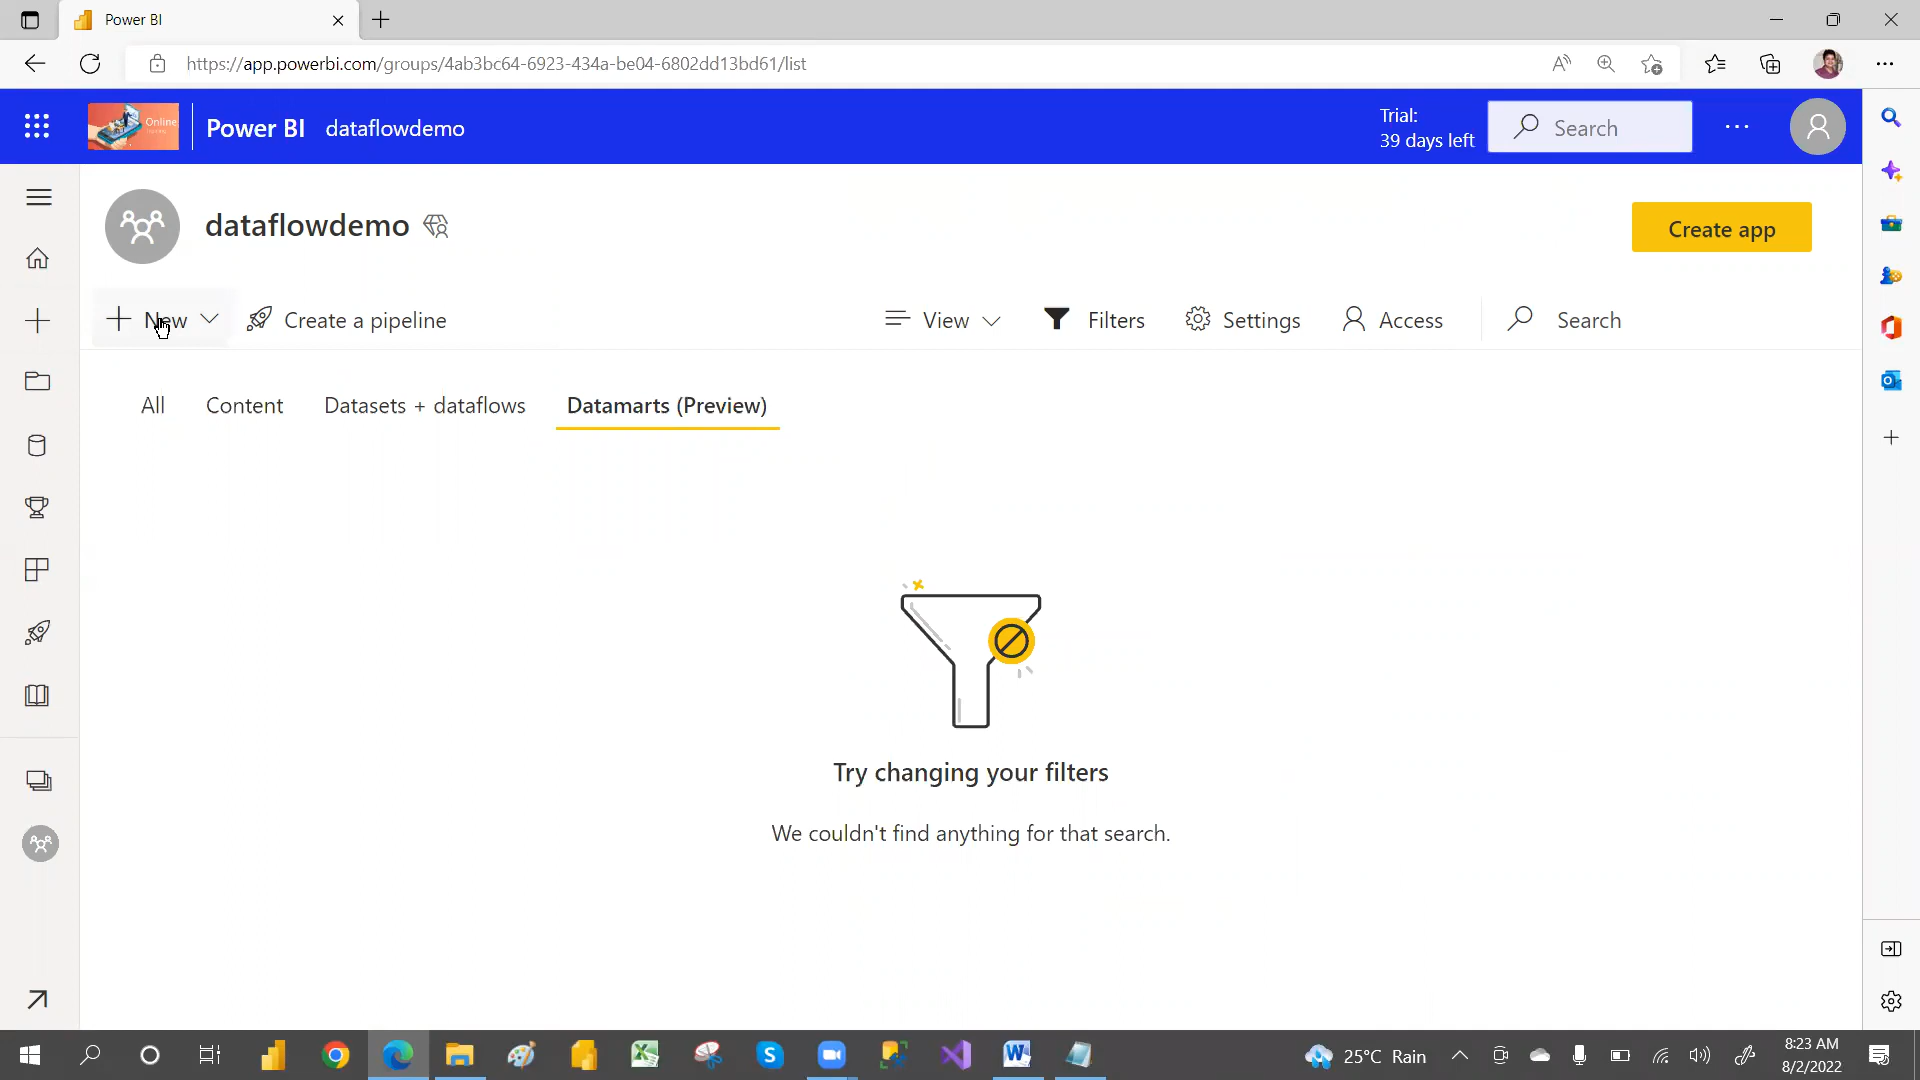 Power BI
https://app.powerbi.com/groups/4ab3bc64-6923-434a-be04-6802dd13bd61/list
Online
Power BI dataflowdemo
Trial:
39 days left
Search
dataflowdemo
Create app
New
Create a pipeline
View
Filters
Settings
Access
Search
All
Content
Datasets + dataflows
Datamarts (Preview)
Try changing your filters
We couldn't find anything for that search.
25°C Rain
8:23 AM
8/2/2022